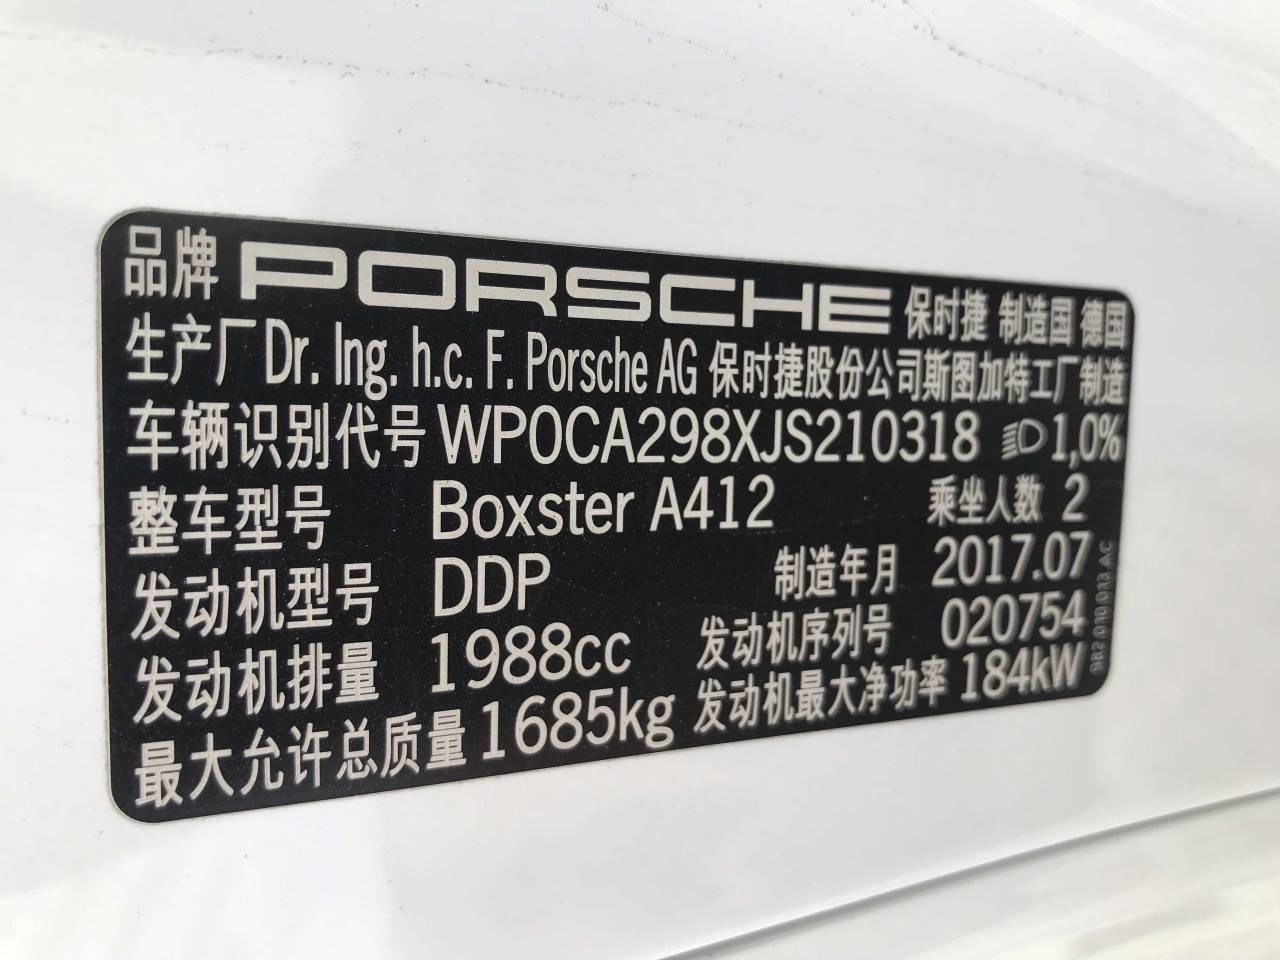 品牌 PORSCHE 保时捷 制造国 德国
生产厂 Dr. Ing. h.c. F. Porsche AG 保时捷股份公司斯图加特工厂制造
车辆识别代号 WP0CA298XJS210318 1,0%
整车型号 Boxster A412 乘坐人数 2
发动机型号 DDP 制造年月 2017.07
发动机排量 1988cc 发动机序列号 020754
最大允许总质量 1685kg 发动机最大净功率 184kW
982.010.013.AC